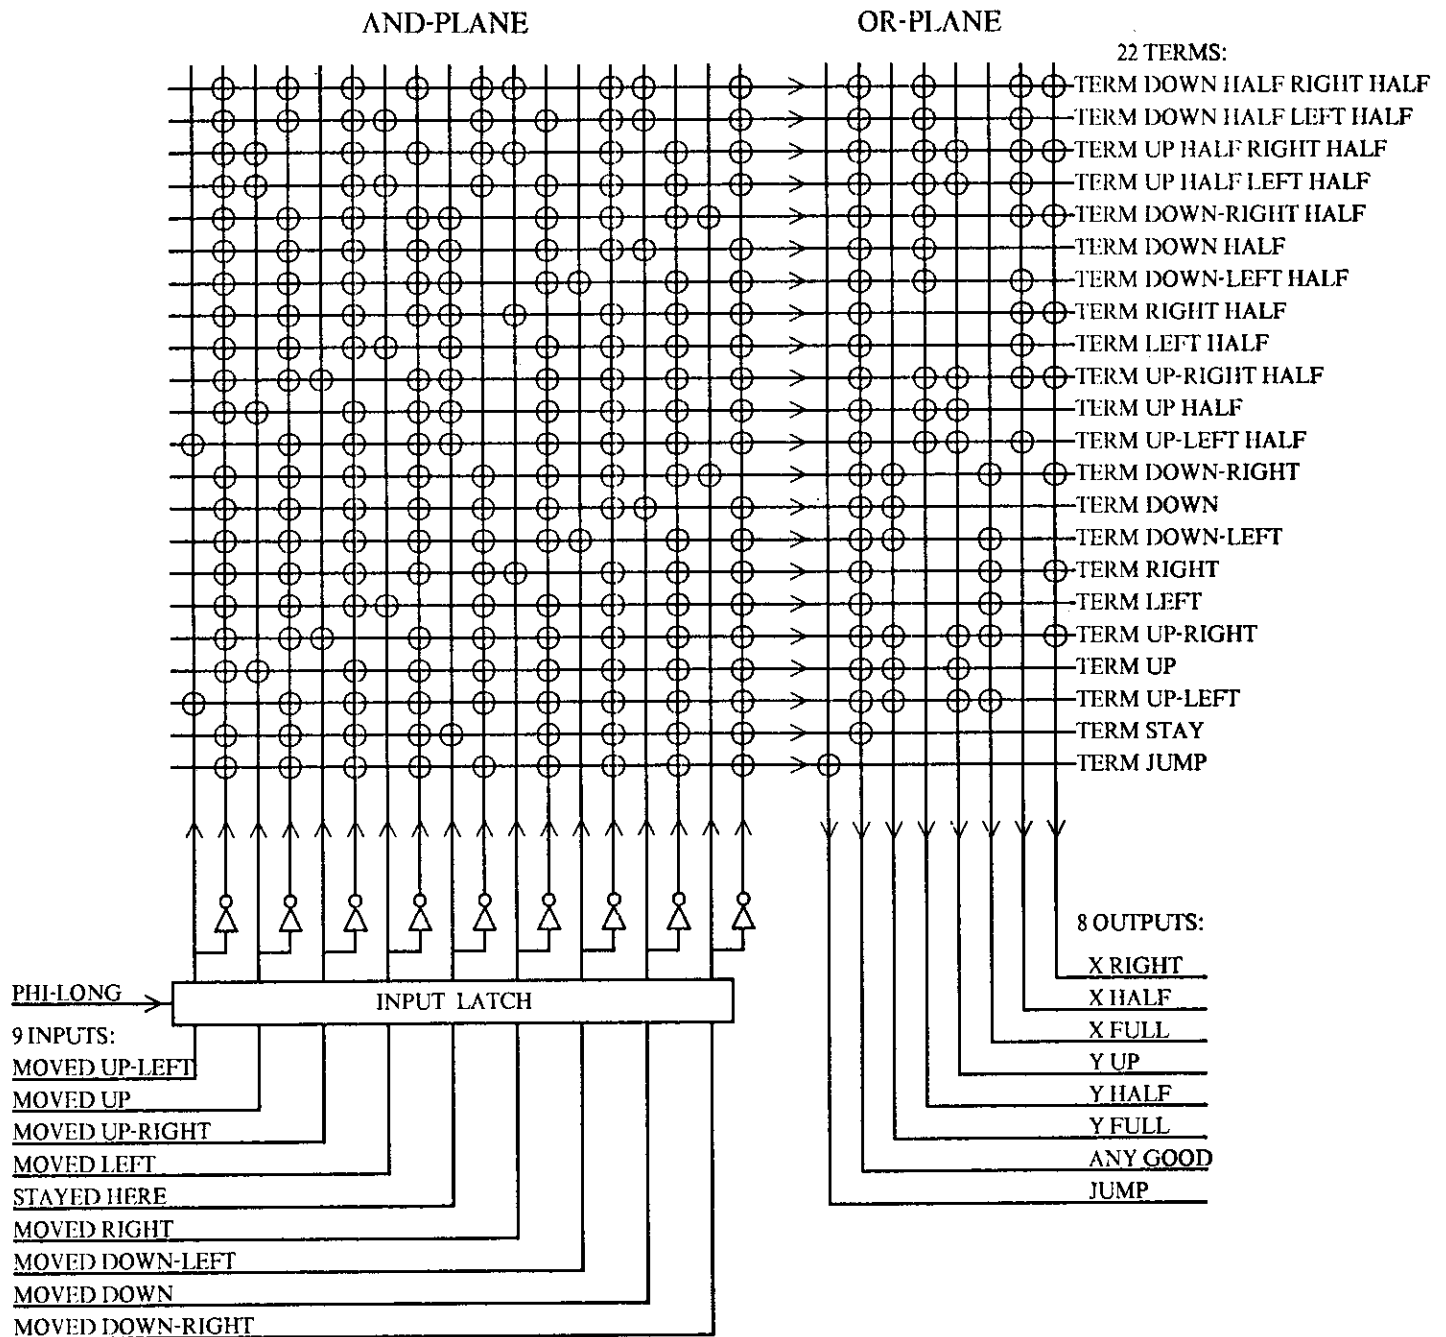 AND-PLANE
OR-PLANE
22 TERMS:
TERM DOWN HALF RIGHT HALF
TERM DOWN HALF LEFT HALF
TERM UP HALF RIGHT HALF
TERM UP HALF LEFT HALF
TERM DOWN-RIGHT HALF
TERM DOWN HALF
TERM DOWN-LEFT HALF
TERM RIGHT HALF
TERM LEFT HALF
TERM UP-RIGHT HALF
TERM UP HALF
TERM UP-LEFT HALF
TERM DOWN-RIGHT
TERM DOWN
TERM DOWN-LEFT
TERM RIGHT
TERM LEFT
TERM UP-RIGHT
TERM UP
TERM UP-LEFT
TERM STAY
TERM JUMP
8 OUTPUTS:
X RIGHT
X HALF
X FULL
Y UP
Y HALF
Y FULL
ANY GOOD
JUMP
PHI-LONG
INPUT LATCH
9 INPUTS:
MOVED UP-LEFT
MOVED UP
MOVED UP-RIGHT
MOVED LEFT
STAYED HERE
MOVED RIGHT
MOVED DOWN-LEFT
MOVED DOWN
MOVED DOWN-RIGHT